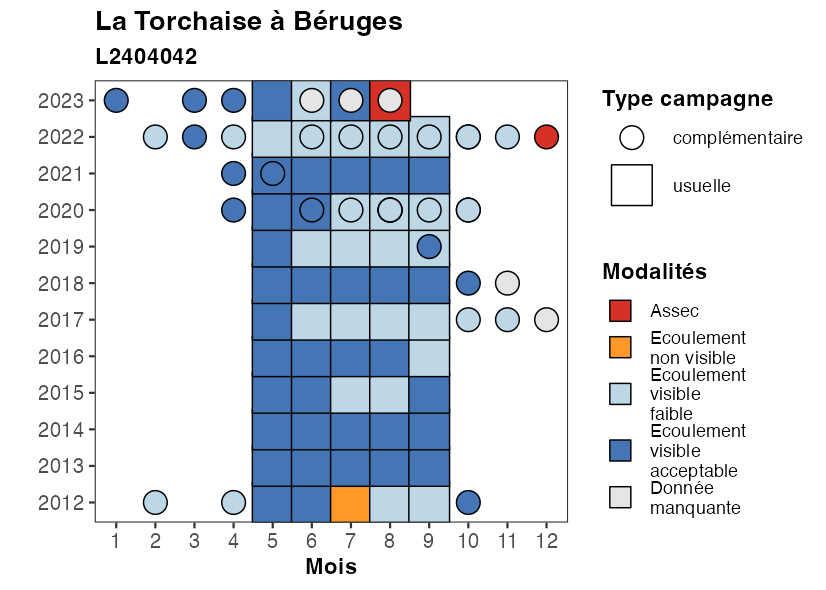 La Torchaise à Béruges
L2404042
2023
2022
2021
2020
2019
2018
2017
2016
2015
2014
2013
2012
1 2 3 4 5 6 7 8 9 10 11 12
Mois
Type campagne
complémentaire
usuelle
Modalités
Assec
Ecoulement
non visible
Ecoulement
visible
faible
Ecoulement
visible
acceptable
Donnée
manquante